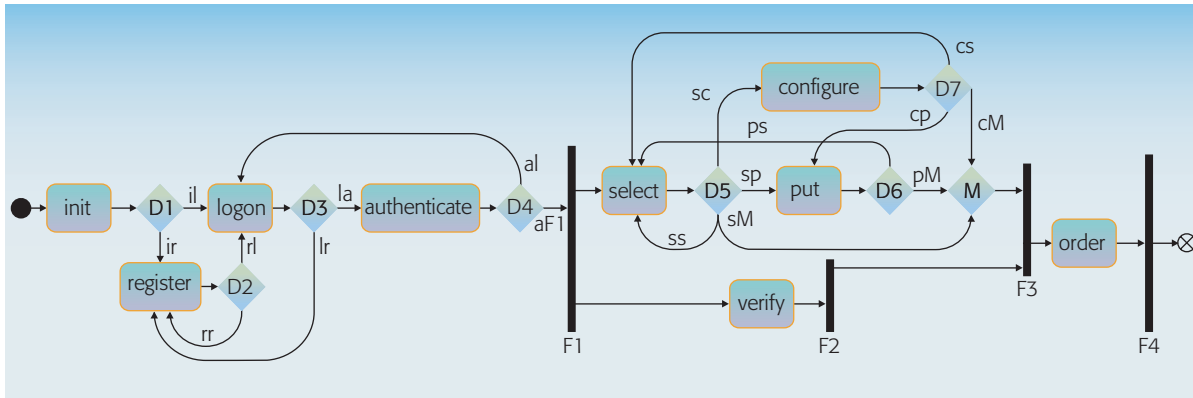 cs
configure
D7
sc
cp
cM
ps
al
select
D5
sp
put
D6
pM
M
init
D1
il
logon
D3
la
authenticate
D4
aF1
sM
ss
ir
rl
lr
register
D2
rr
verify
order
F1
F2
F3
F4